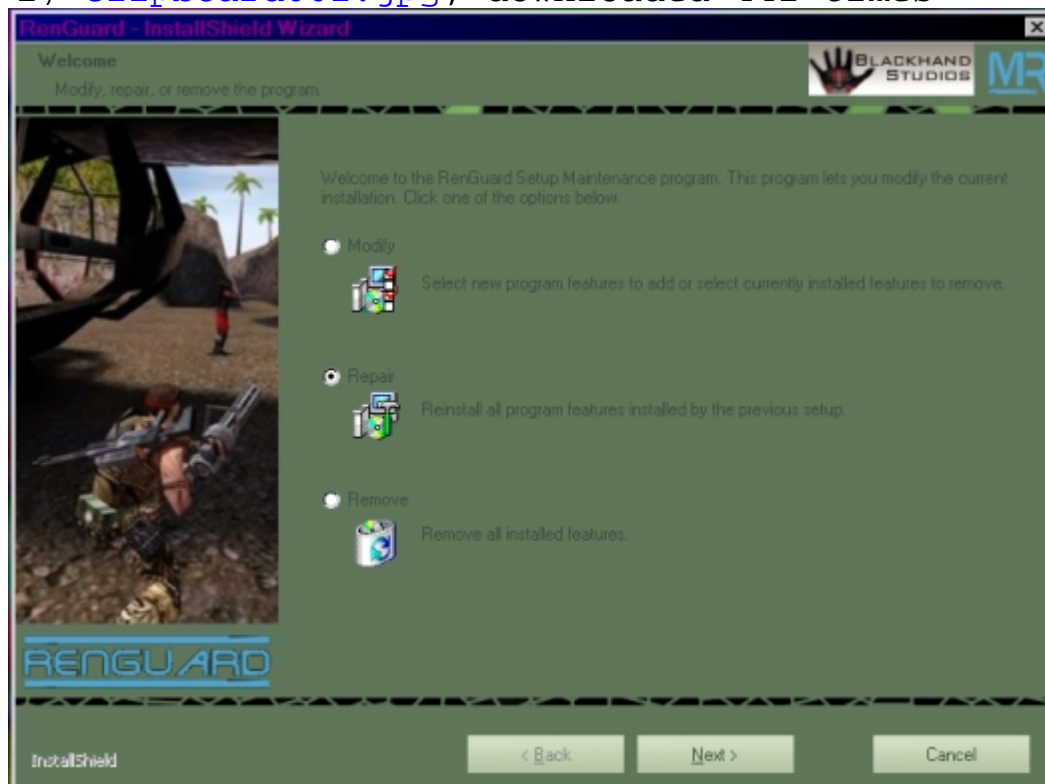 RenGuard - InstallShield Wizard
Welcome
Modify, repair, or remove the program.
BLACKHAND
STUDIOS
MR
Welcome to the RenGuard Setup Maintenance program. This program lets you modify the current
installation. Click one of the options below.
Modify
Select new program features to add or select currently installed features to remove.
Repair
Reinstall all program features installed by the previous setup.
Remove
Remove all installed features.
RENGUARD
InstallShield
< Back
Next >
Cancel